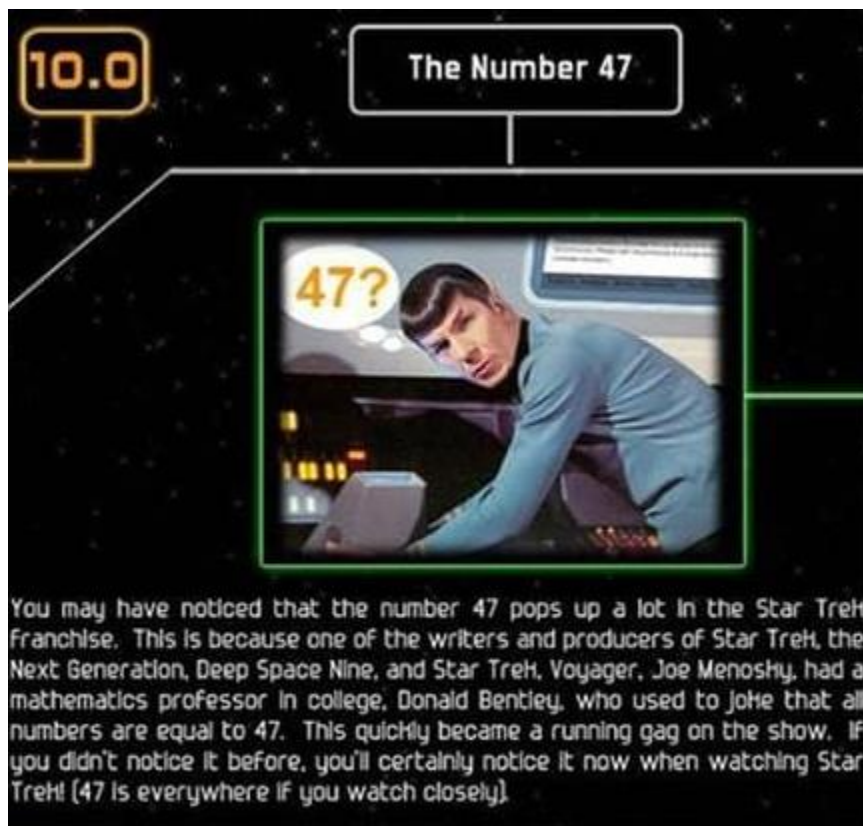 10.0
The Number 47
47?
You may have noticed that the number 47 pops up a lot in the Star Trek
franchise. This is because one of the writers and producers of Star Trek, the
Next Generation, Deep Space Nine, and Star Trek, Voyager, Joe Menosky, had a
mathematics professor in college, Donald Bentley, who used to joke that all
numbers are equal to 47. This quickly became a running gag on the show. If
you didn't notice it before, you'll certainly notice it now when watching Star
Trek! (47 is everywhere if you watch closely)